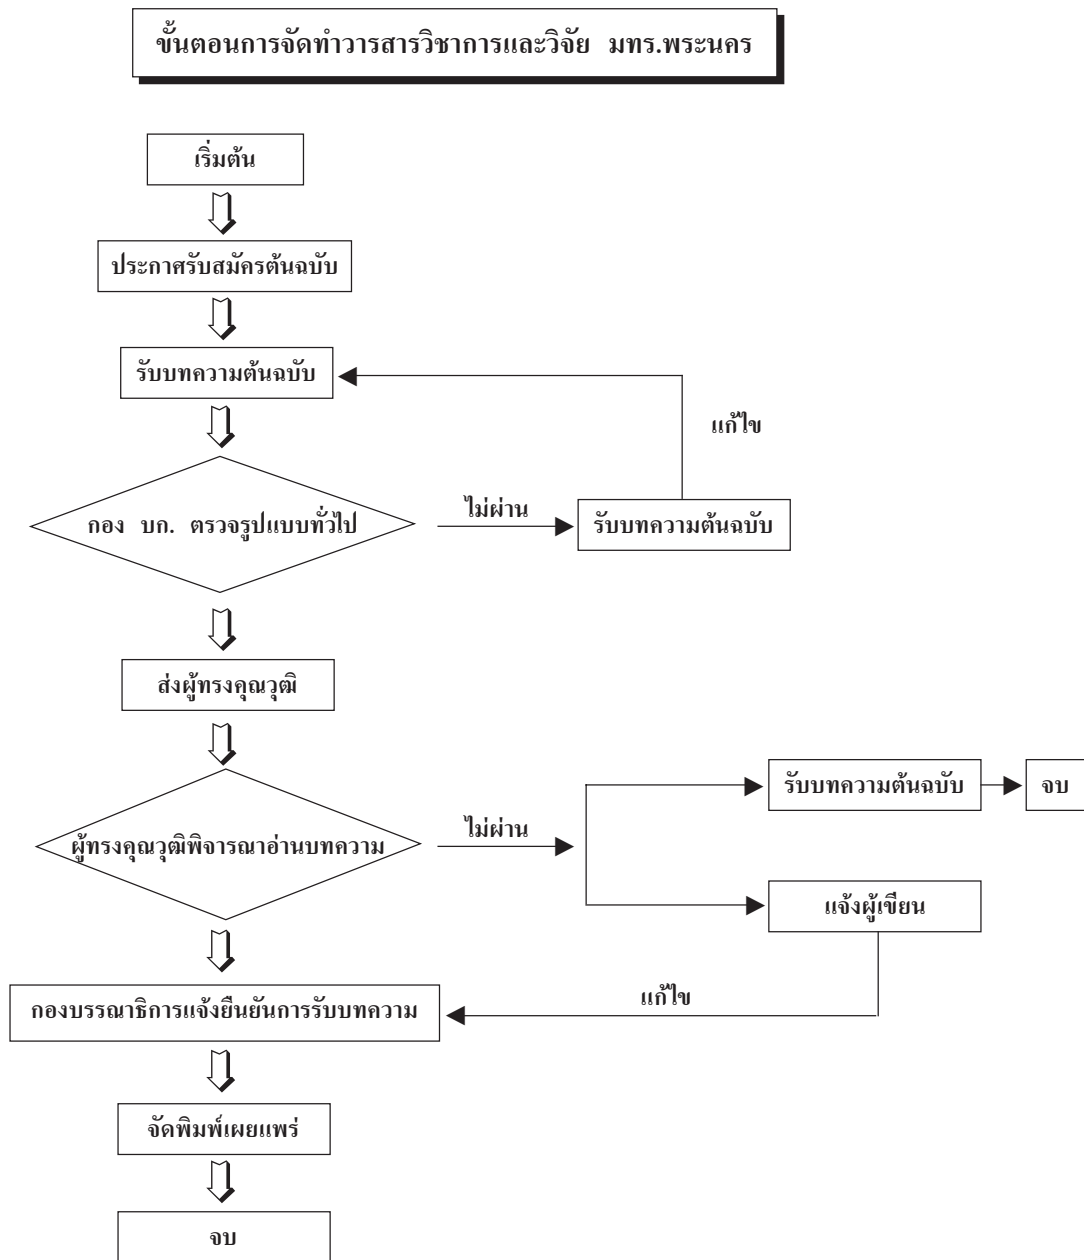 ขั้นตอนการจัดทำวารสารวิชาการและวิจัย มทร.พระนคร
เริ่มต้น
ประกาศรับสมัครต้นฉบับ
รับบทความต้นฉบับ
แก้ไข
กอง บก. ตรวจรูปแบบทั่วไป
ไม่ผ่าน
รับบทความต้นฉบับ
ส่งผู้ทรงคุณวุฒิ
ผู้ทรงคุณวุฒิพิจารณาอ่านบทความ
ไม่ผ่าน
รับบทความต้นฉบับ
จบ
แจ้งผู้เขียน
แก้ไข
กองบรรณาธิการแจ้งยืนยันการรับบทความ
จัดพิมพ์เผยแพร่
จบ